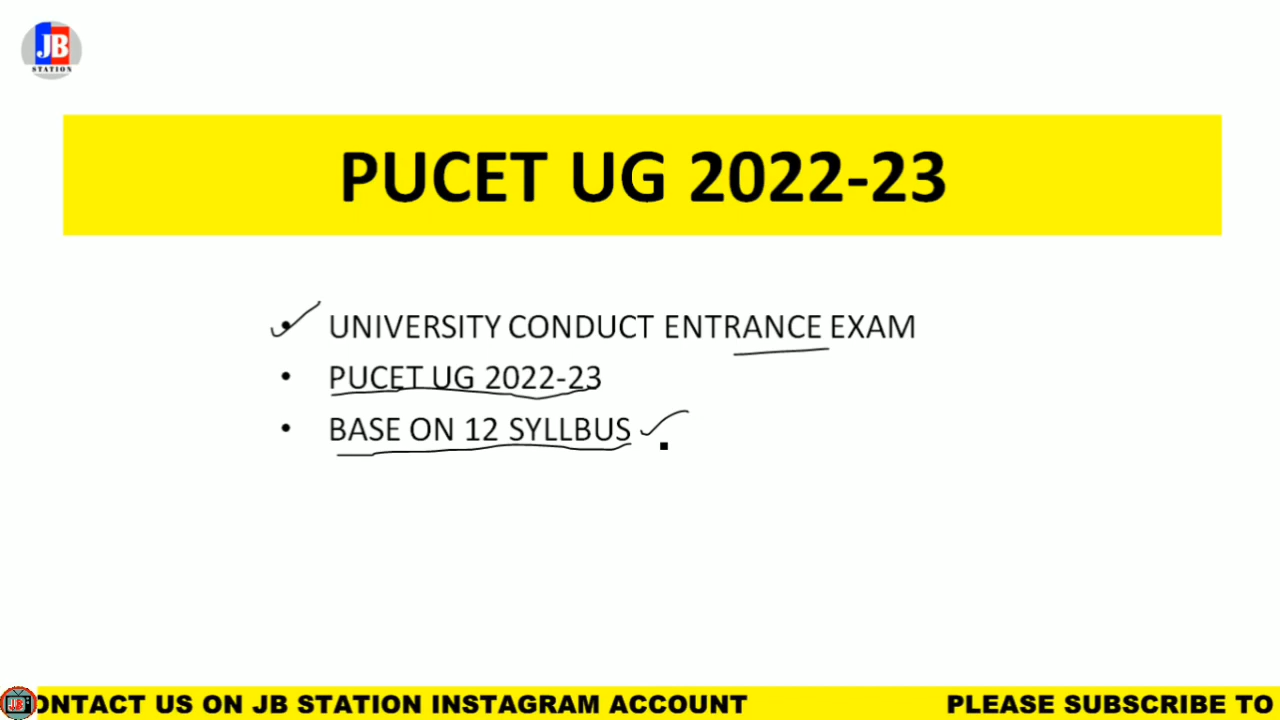 JB
STATION
PUCET UG 2022-23
• UNIVERSITY CONDUCT ENTRANCE EXAM
• PUCET UG 2022-23
• BASE ON 12 SYLLBUS
JB
ONTACT US ON JB STATION INSTAGRAM ACCOUNT PLEASE SUBSCRIBE TO